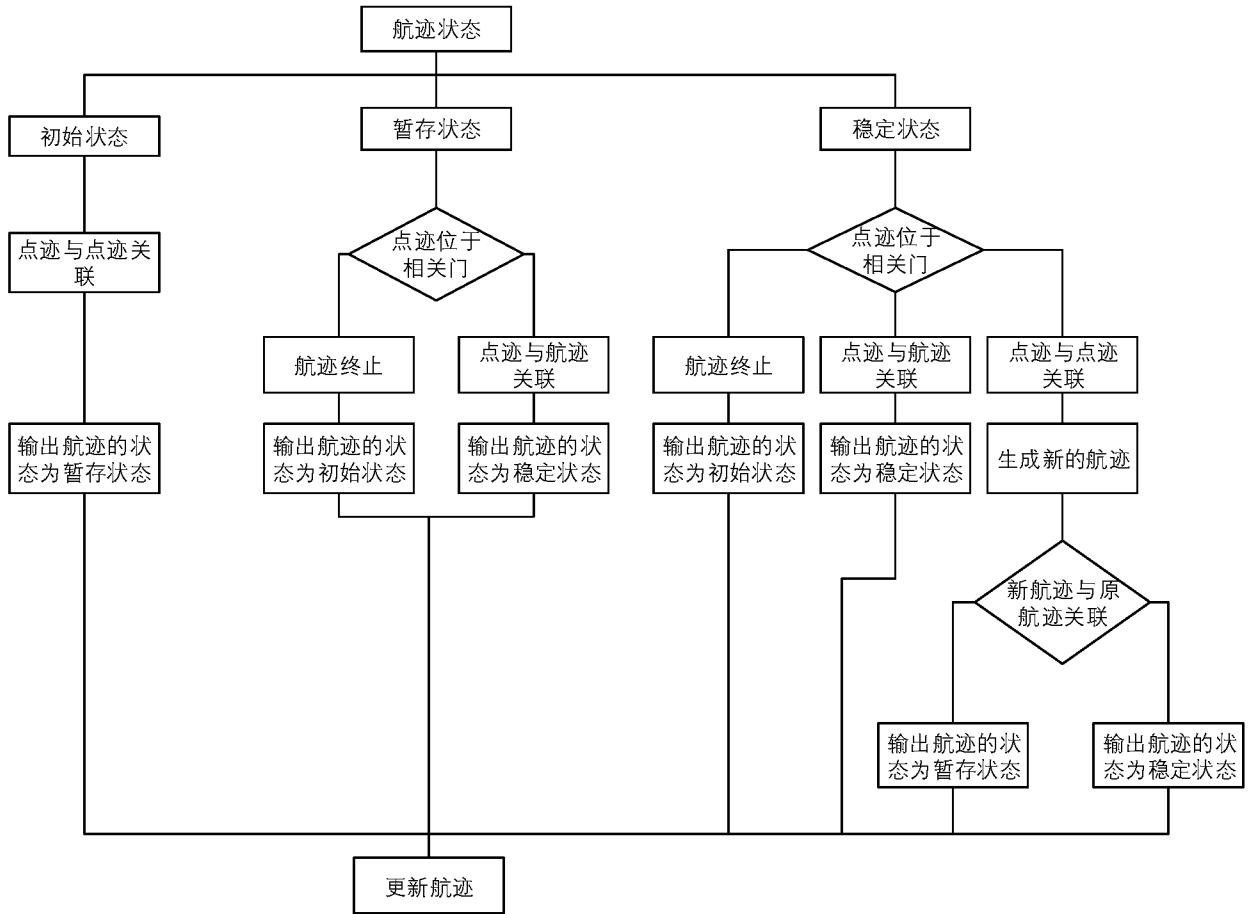 航迹状态
初始状态
暂存状态
稳定状态
点迹与点迹关
联
点迹位于
相关门
点迹位于
相关门
航迹终止
点迹与航迹
关联
航迹终止
点迹与航迹
关联
点迹与点迹
关联
输出航迹的状
态为暂存状态
输出航迹的状
态为初始状态
输出航迹的状
态为稳定状态
输出航迹的状
态为初始状态
输出航迹的状
态为稳定状态
生成新的航迹
新航迹与原
航迹关联
输出航迹的状
态为暂存状态
输出航迹的状
态为稳定状态
更新航迹